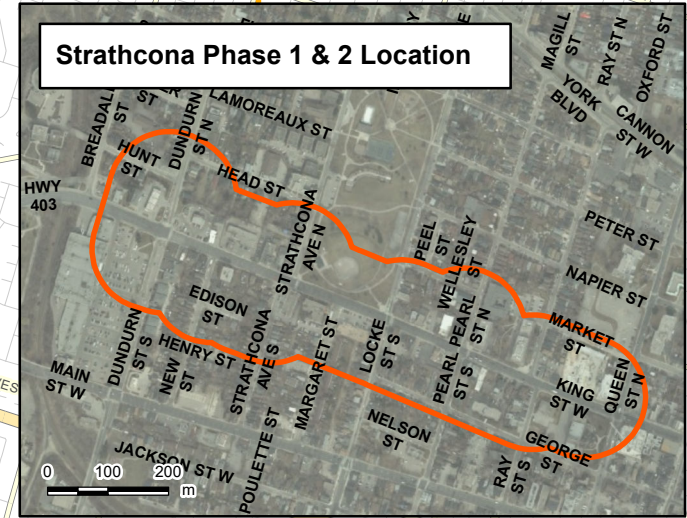 Strathcona Phase 1 & 2 Location
MAGILL
ST
RAY ST N
OXFORD ST
YORK
BLVD
CANNON
ST W
BREADAL
ST
ST
DUNDURN
ST N
LAMOREAUX ST
HUNT
ST
HEAD ST
HWY
403
STRATHCONA
AVE N
PEEL
ST
WELLESLEY
ST
PETER ST
NAPIER ST
EDISON
ST
PEARL
ST N
MARKET
ST
DUNDURN
ST S
HENRY ST
NEW
ST
STRATHCONA
AVE S
MARGARET ST
LOCKE
ST S
PEARL
ST S
KING
ST W
QUEEN
ST N
MAIN
ST W
NELSON
ST
GEORGE
ST
RAY
ST S
POULETTE ST
JACKSON ST W
0 100 200
m